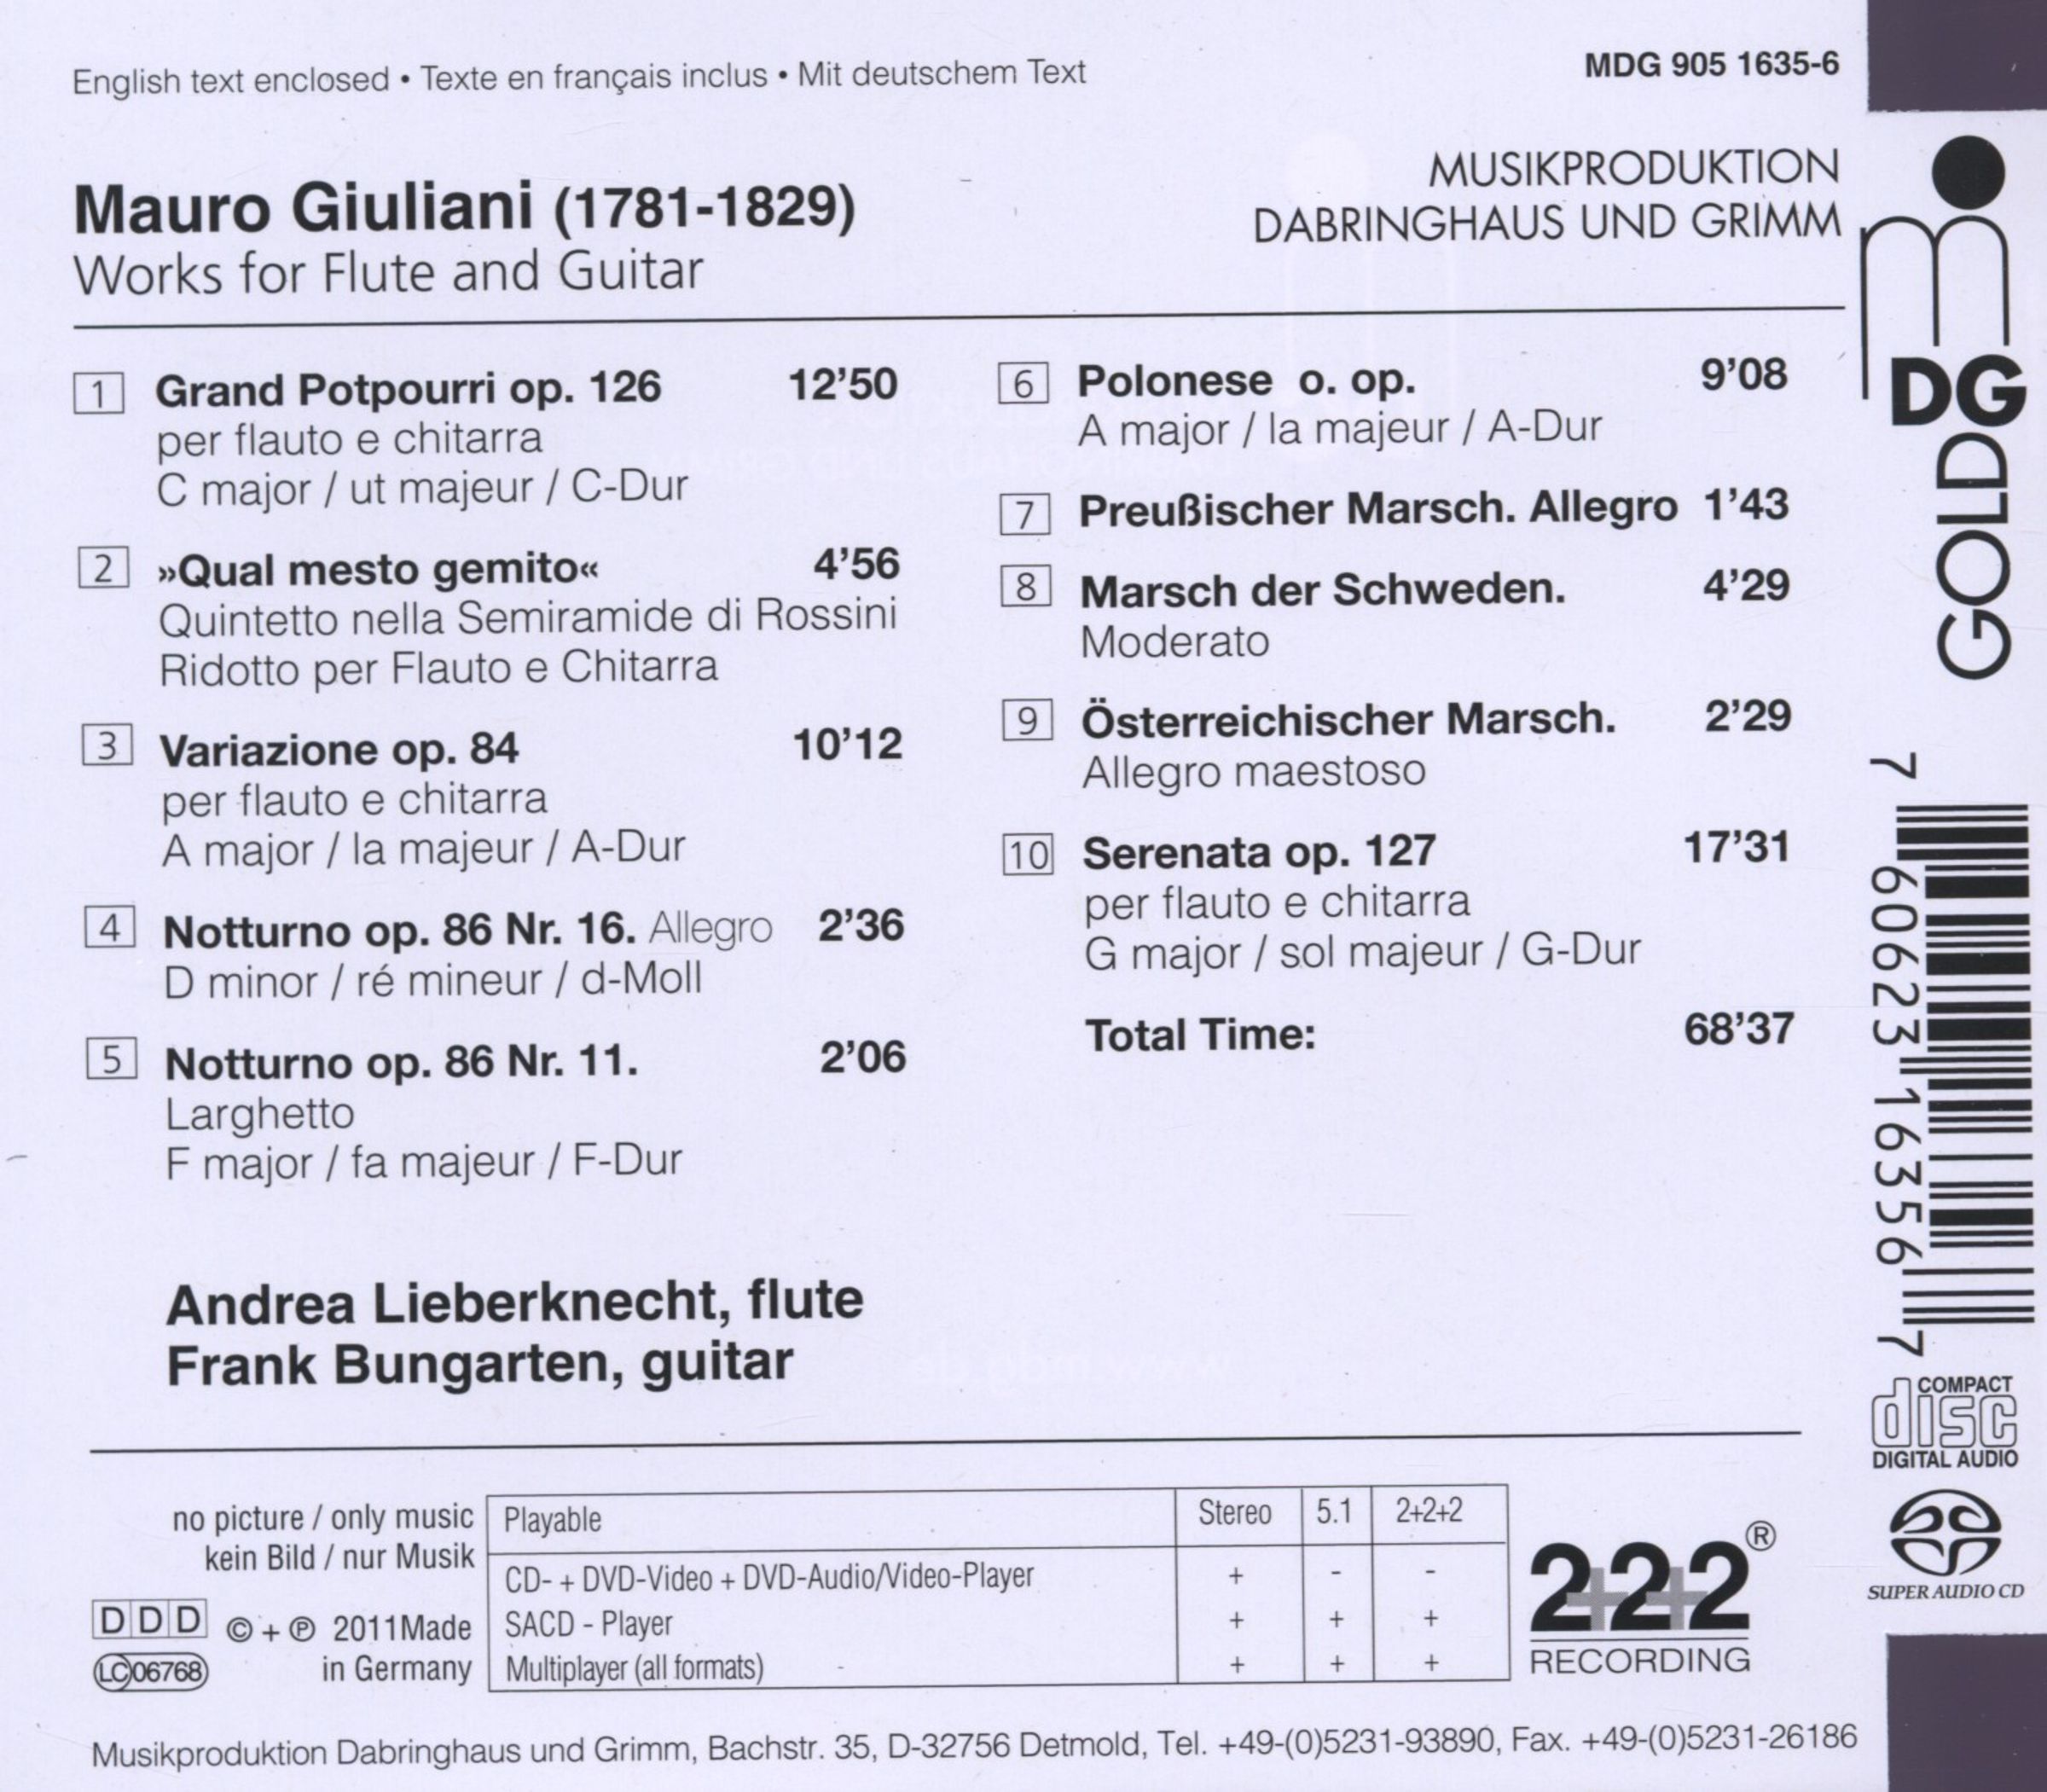 English text enclosed • Texte en français inclus • Mit deutschem Text
MDG 905 1635-6
MUSIKPRODUKTION
DABRINGHAUS UND GRIMM
Mauro Giuliani (1781-1829)
Works for Flute and Guitar
1 Grand Potpourri op. 126 12’50
per flauto e chitarra
C major / ut majeur / C-Dur
2 »Qual mesto gemito« 4’56
Quintetto nella Semiramide di Rossini
Ridotto per Flauto e Chitarra
3 Variazione op. 84 10’12
per flauto e chitarra
A major / la majeur / A-Dur
4 Notturno op. 86 Nr. 16. Allegro 2’36
D minor / ré mineur / d-Moll
5 Notturno op. 86 Nr. 11. 2’06
Larghetto
F major / fa majeur / F-Dur
6 Polonese o. op. 9’08
A major / la majeur / A-Dur
7 Preußischer Marsch. Allegro 1’43
8 Marsch der Schweden. 4’29
Moderato
9 Österreichischer Marsch. 2’29
Allegro maestoso
10 Serenata op. 127 17’31
per flauto e chitarra
G major / sol majeur / G-Dur
Total Time: 68’37
Andrea Lieberknecht, flute
Frank Bungarten, guitar
no picture / only music
kein Bild / nur Musik
DDD © + ℗ 2011Made
LC06768 in Germany
Playable Stereo 5.1 2+2+2
CD- + DVD-Video + DVD-Audio/Video-Player + - -
SACD - Player + + +
Multiplayer (all formats) + + +
2+2+2®
RECORDING
Musikproduktion Dabringhaus und Grimm, Bachstr. 35, D-32756 Detmold, Tel. +49-(0)5231-93890, Fax. +49-(0)5231-26186
m
DG
GOLD
7 60623 16356 7
COMPACT
disc
DIGITAL AUDIO
SUPER AUDIO CD